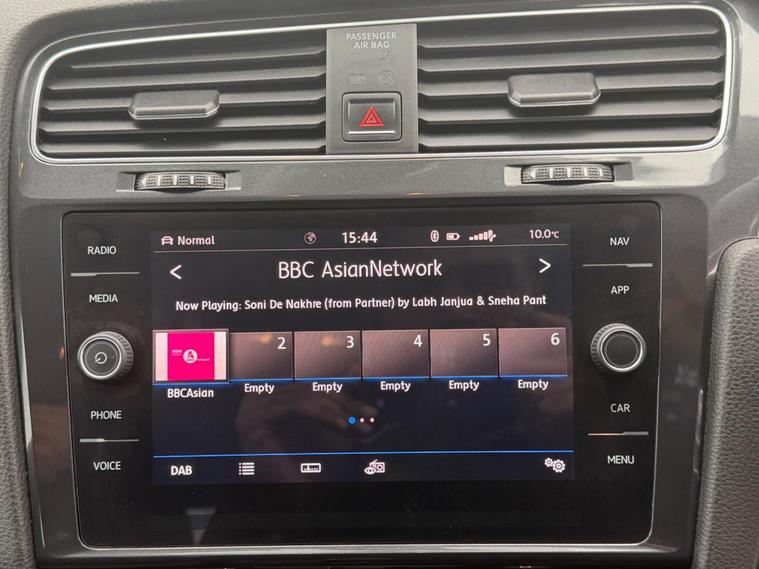 PASSENGER
AIR BAG
RADIO
MEDIA
PHONE
VOICE
NAV
APP
CAR
MENU
Normal
15:44
10.0°C
< BBC AsianNetwork >
Now Playing: Soni De Nakhre (from Partner) by Labh Janjua & Sneha Pant
2
3
4
5
6
BBCAsian
Empty
Empty
Empty
Empty
Empty
DAB